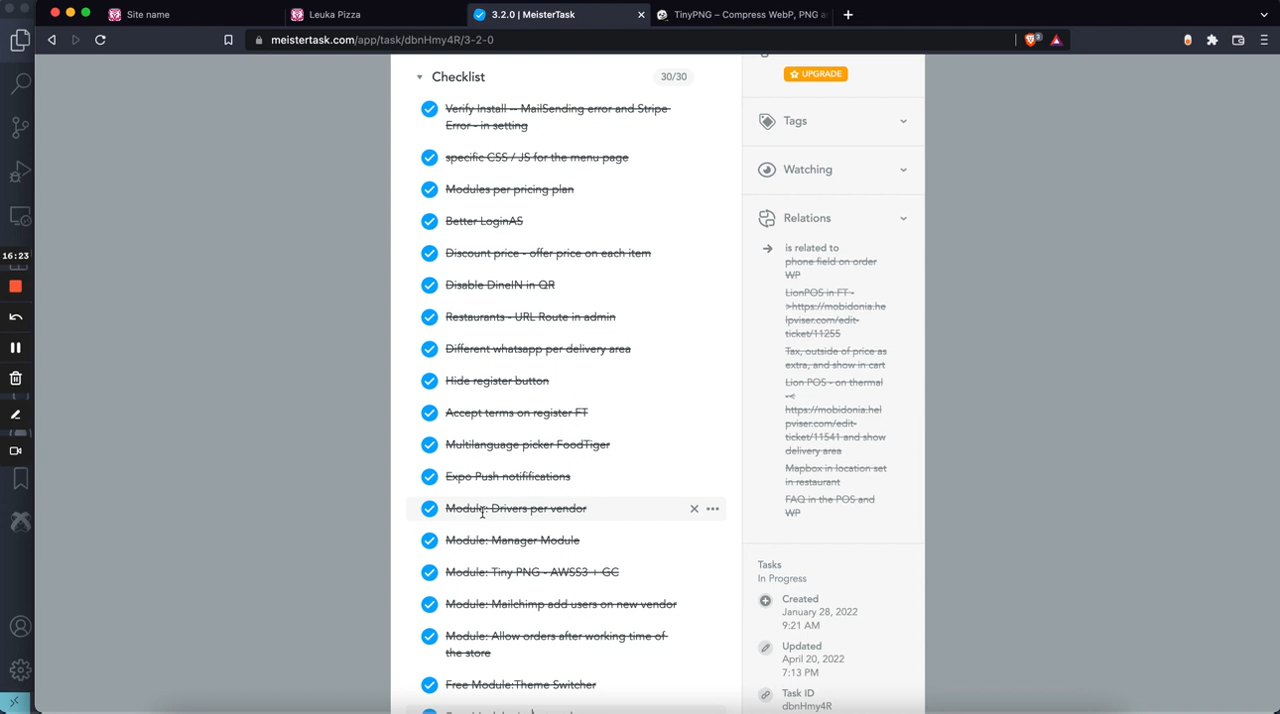 Site name
Leuka Pizza
3.2.0 | MeisterTask
TinyPNG – Compress WebP, PNG a
meistertask.com/app/task/dbnHmy4R/3-2-0
3
16:23
Checklist
30/30
Verify Install -- MailSending error and Stripe
Error - in setting
specific CSS / JS for the menu page
Modules per pricing plan
Better LoginAS
Discount price - offer price on each item
Disable DineIN in QR
Restaurants - URL Route in admin
Different whatsapp per delivery area
Hide register button
Accept terms on register FT
Multilanguage picker FoodTiger
Expo Push notififications
Module: Drivers per vendor
Module: Manager Module
Module: Tiny PNG - AWSS3 + GC
Module: Mailchimp add users on new vendor
Module: Allow orders after working time of
the store
Free Module:Theme Switcher
UPGRADE
Tags
Watching
Relations
is related to
phone field on order
WP
LionPOS in FT -
>https://mobidonia.he
lpviser.com/edit-
ticket/11255
Tax, outside of price as
extra, and show in cart
Lion POS - on thermal
-<
https://mobidonia.hel
pviser.com/edit-
ticket/11541 and show
delivery area
Mapbox in location set
in restaurant
FAQ in the POS and
WP
Tasks
In Progress
Created
January 28, 2022
9:21 AM
Updated
April 20, 2022
7:13 PM
Task ID
dbnHmy4R